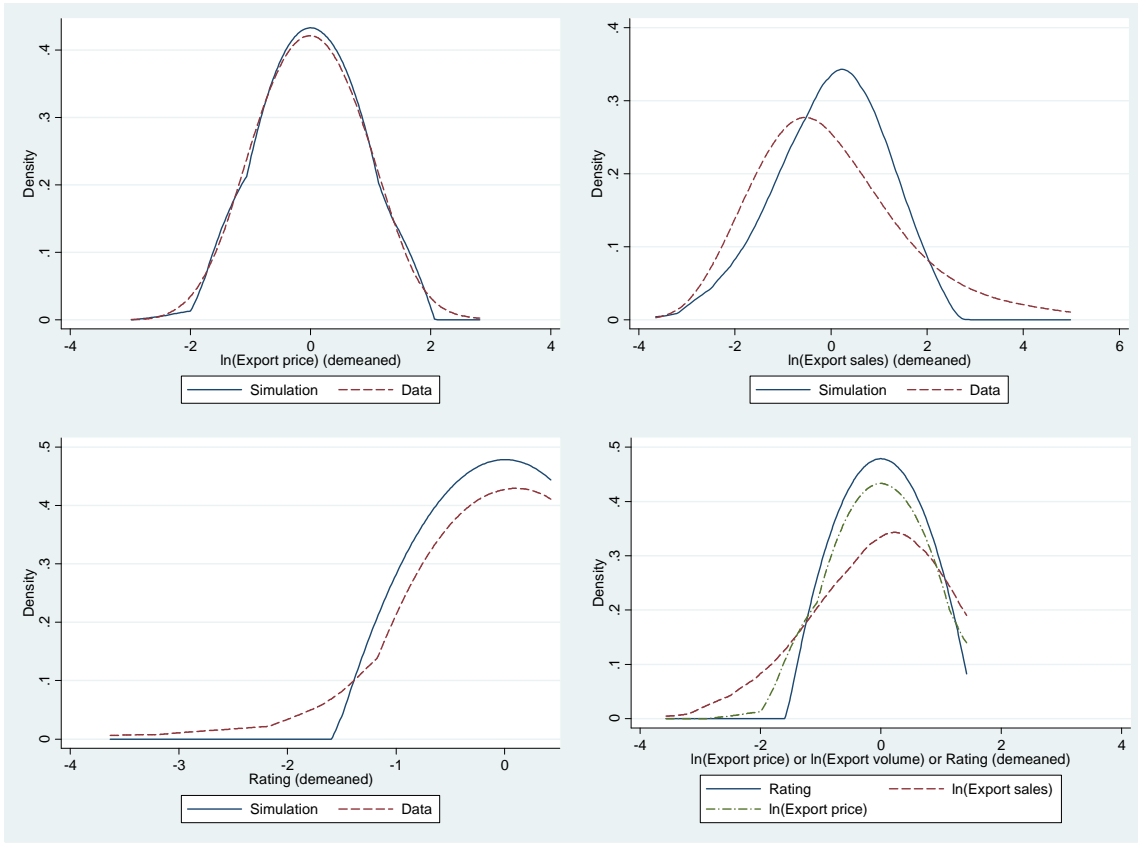 Density
.4
.3
.2
.1
0
-4
-2
0
2
4
ln(Export price) (demeaned)
Simulation
Data
Density
.4
.3
.2
.1
0
-4
-2
0
2
4
6
ln(Export sales) (demeaned)
Simulation
Data
Density
.5
.4
.3
.2
.1
0
-4
-3
-2
-1
0
Rating (demeaned)
Simulation
Data
Density
.5
.4
.3
.2
.1
0
-4
-2
0
2
4
ln(Export price) or ln(Export volume) or Rating (demeaned)
Rating
ln(Export sales)
ln(Export price)